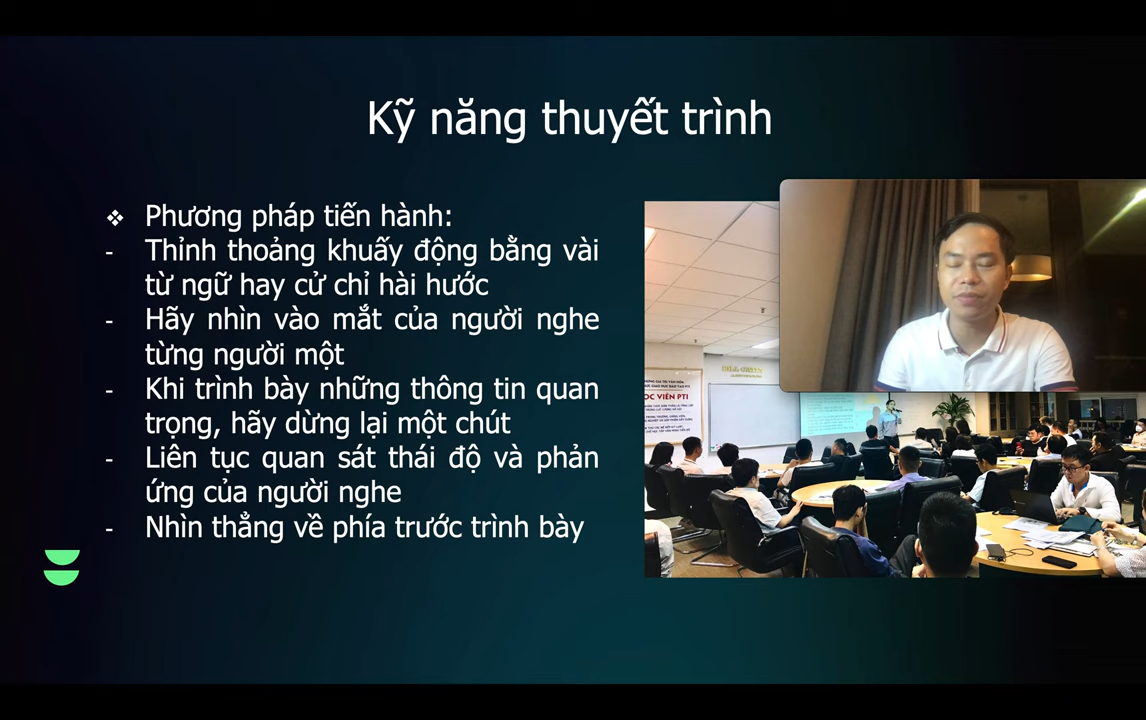 Kỹ năng thuyết trình
❖ Phương pháp tiến hành:
- Thỉnh thoảng khuấy động bằng vài
từ ngữ hay cử chỉ hài hước
- Hãy nhìn vào mắt của người nghe
từng người một
- Khi trình bày những thông tin quan
trọng, hãy dừng lại một chút
- Liên tục quan sát thái độ và phản
ứng của người nghe
- Nhìn thẳng về phía trước trình bày
VIÊN PTI